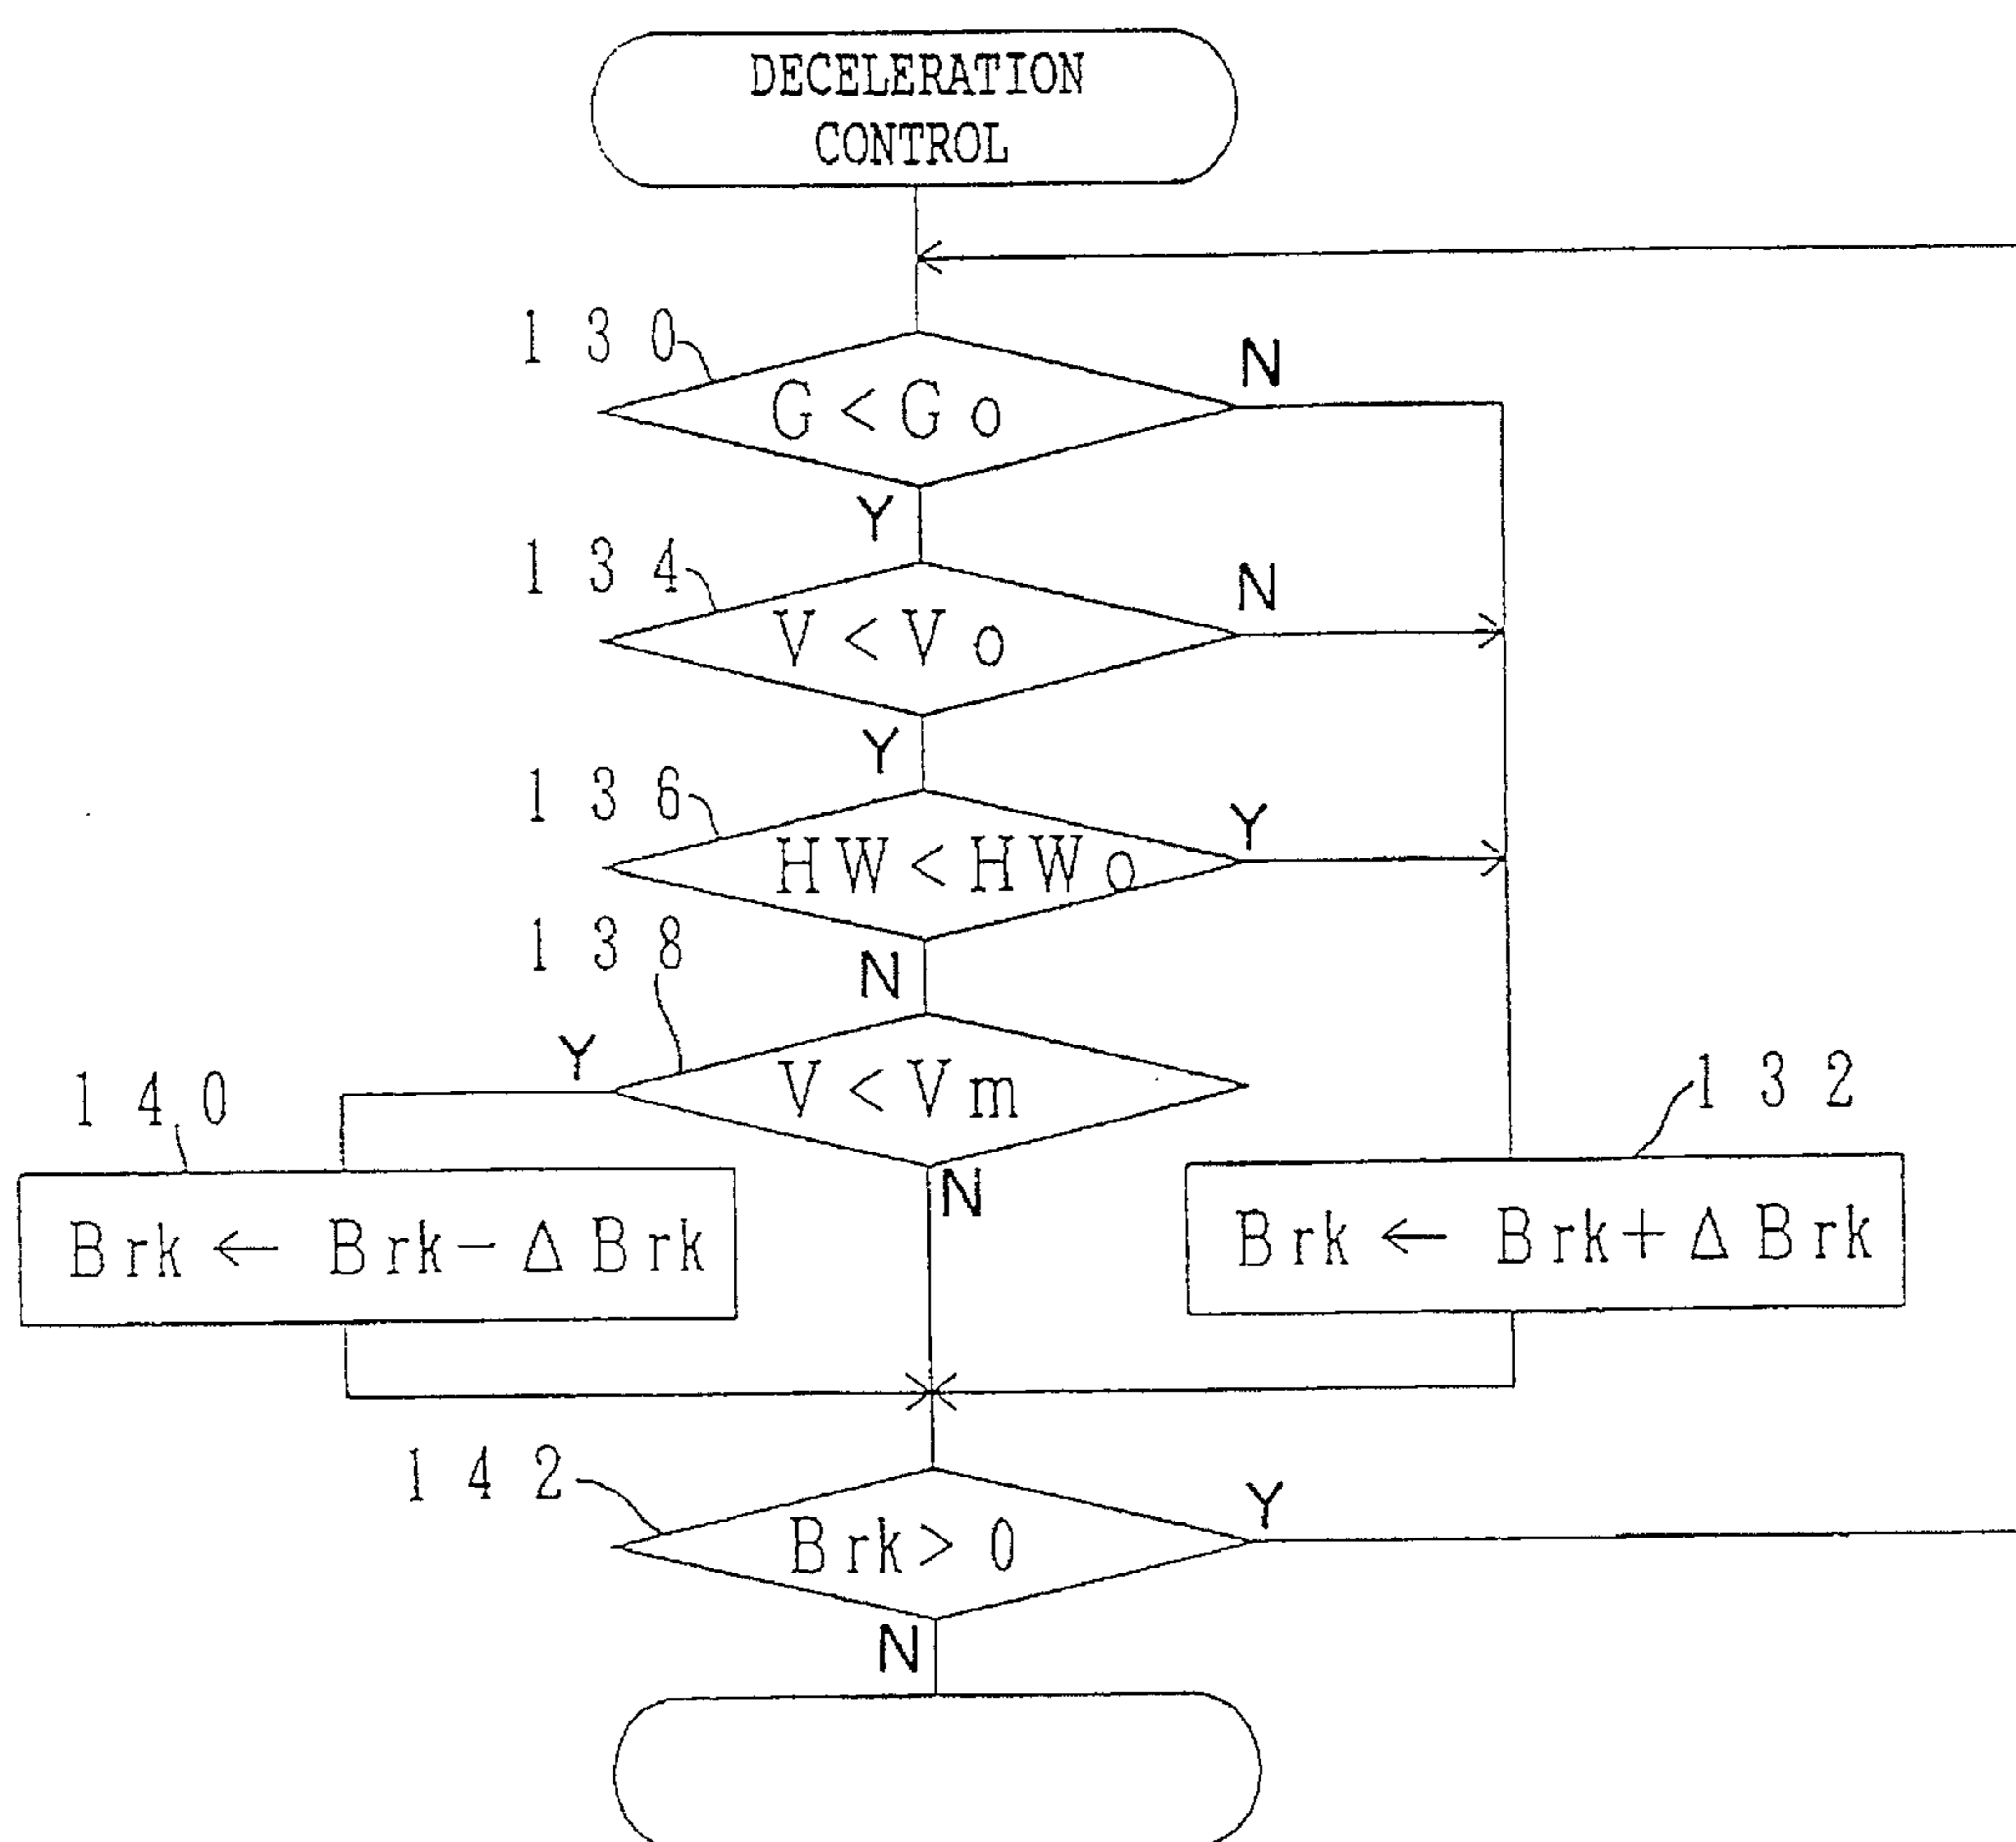 DECELERATION
CONTROL
130
G<Go
N
Y
134
V<Vo
N
Y
136
HW<HWo
Y
N
138
V<Vm
Y
N
140
Brk ← Brk-ΔBrk
132
Brk ← Brk+ΔBrk
142
Brk>0
Y
N